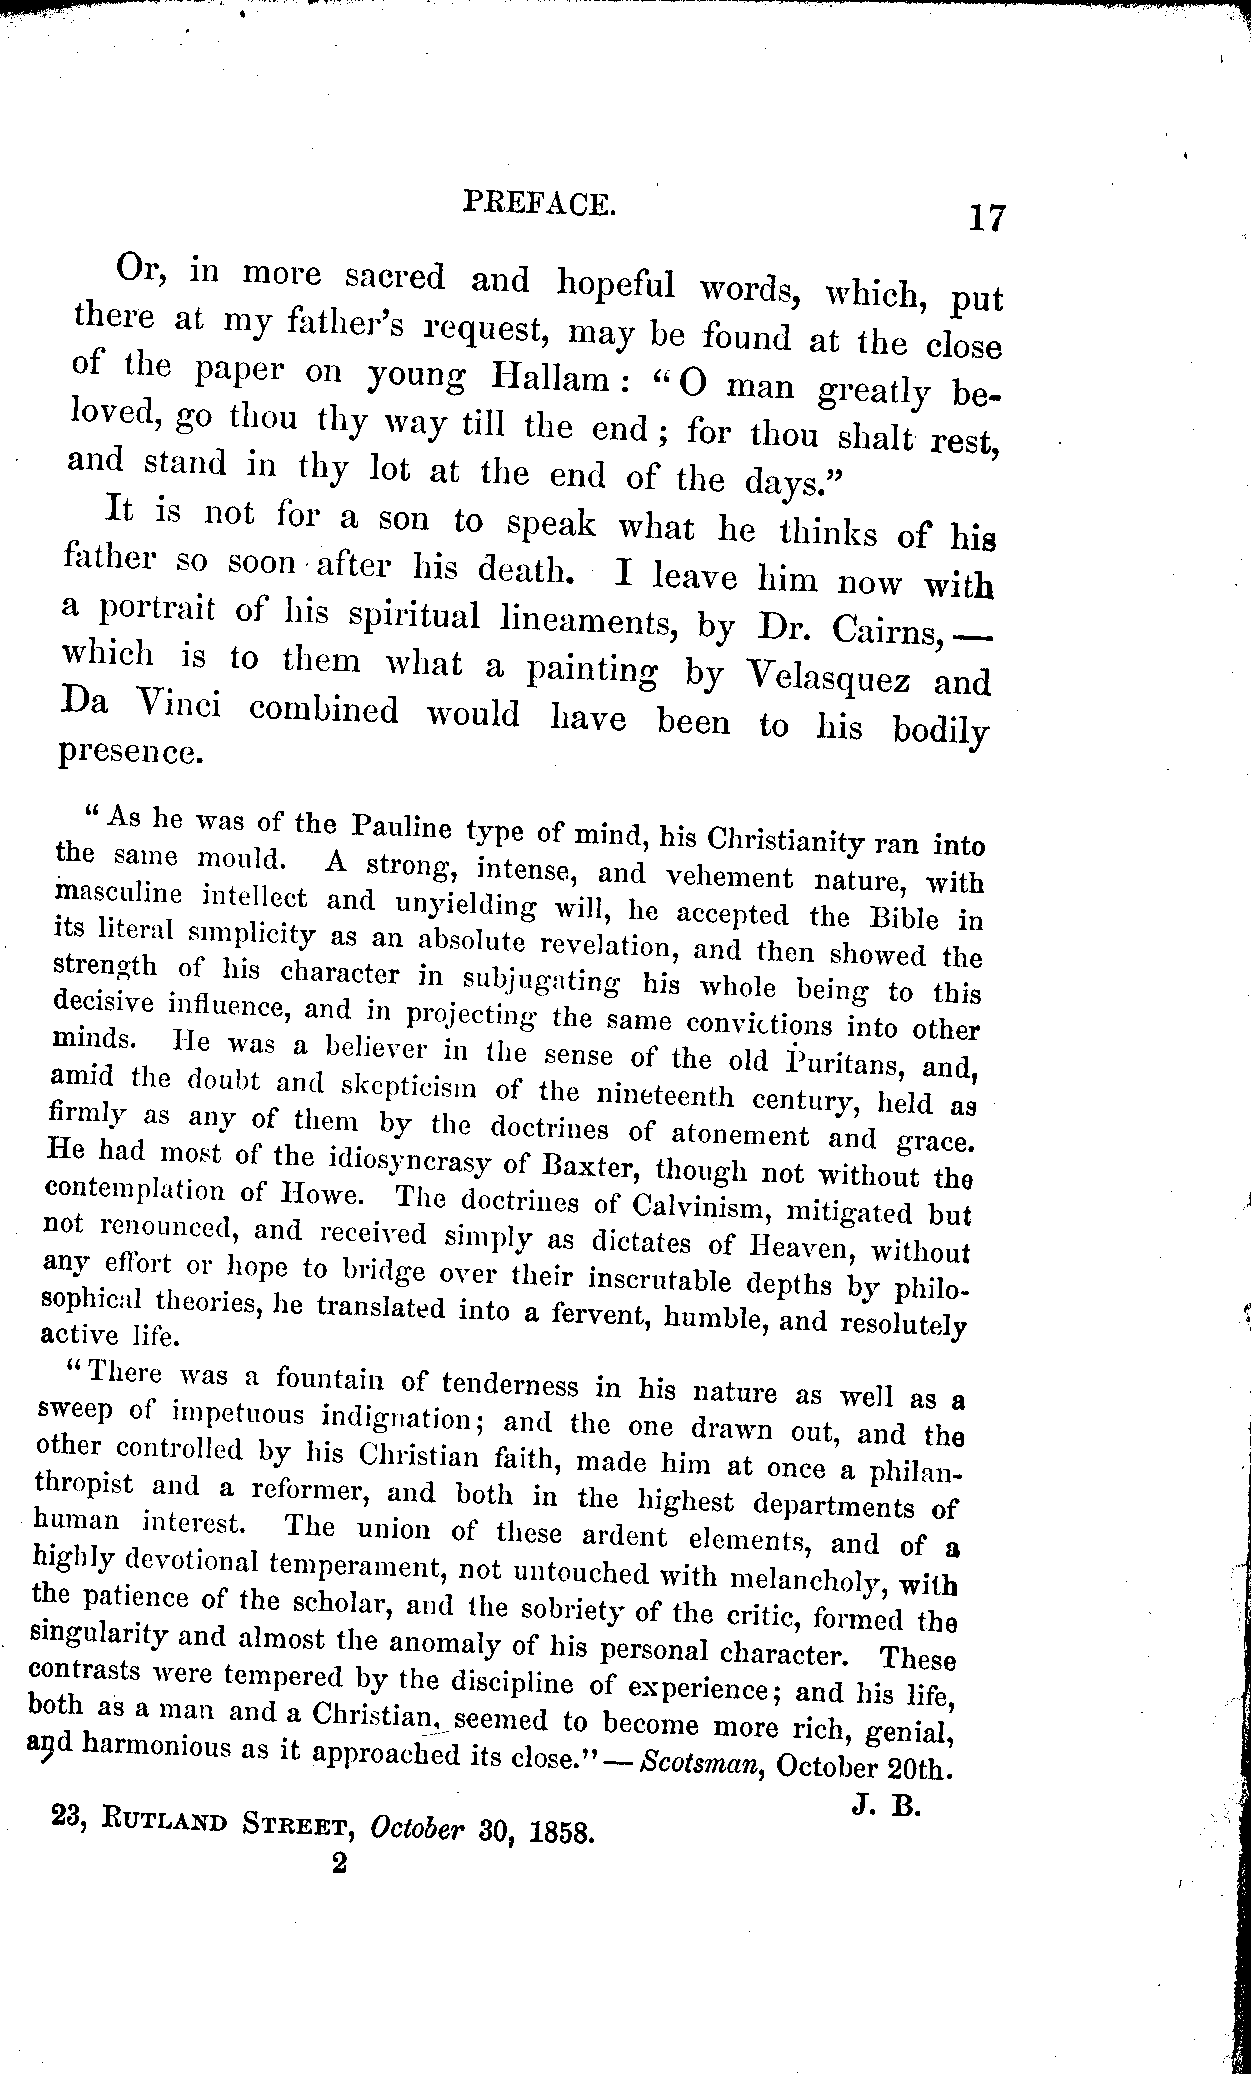 PREFACE. 17
Or, in more sacred and hopeful words, which, put
there at my father's request, may be found at the close
of the paper on young Hallam : "O man greatly be-
loved, go thou thy way till the end ; for thou shalt rest,
and stand in thy lot at the end of the days."
It is not for a son to speak what he thinks of his
father so soon after his death. I leave him now with
a portrait of his spiritual lineaments, by Dr. Cairns, —
which is to them what a painting by Velasquez and
Da Vinci combined would have been to his bodily
presence.
"As he was of the Pauline type of mind, his Christianity ran into
the same mould. A strong, intense, and vehement nature, with
masculine intellect and unyielding will, he accepted the Bible in
its literal simplicity as an absolute revelation, and then showed the
strength of his character in subjugating his whole being to this
decisive influence, and in projecting the same convictions into other
minds. He was a believer in the sense of the old Puritans, and,
amid the doubt and skepticism of the nineteenth century, held as
firmly as any of them by the doctrines of atonement and grace.
He had most of the idiosyncrasy of Baxter, though not without the
contemplation of Howe. The doctrines of Calvinism, mitigated but
not renounced, and received simply as dictates of Heaven, without
any effort or hope to bridge over their inscrutable depths by philo-
sophical theories, he translated into a fervent, humble, and resolutely
active life.
"There was a fountain of tenderness in his nature as well as a
sweep of impetuous indignation; and the one drawn out, and the
other controlled by his Christian faith, made him at once a philan-
thropist and a reformer, and both in the highest departments of
human interest. The union of these ardent elements, and of a
highly devotional temperament, not untouched with melancholy, with
the patience of the scholar, and the sobriety of the critic, formed the
singularity and almost the anomaly of his personal character. These
contrasts were tempered by the discipline of experience; and his life,
both as a man and a Christian, seemed to become more rich, genial,
and harmonious as it approached its close." — Scotsman, October 20th.
J. B.
23, RUTLAND STREET, October 30, 1858.
2